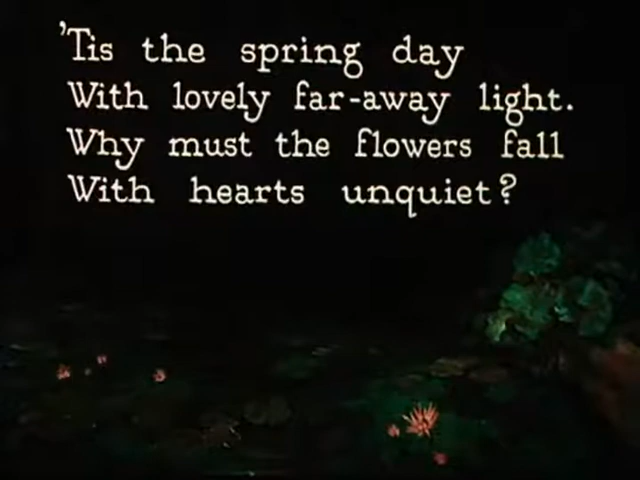 'Tis the spring day
With lovely far-away light.
Why must the flowers fall
With hearts unquiet?